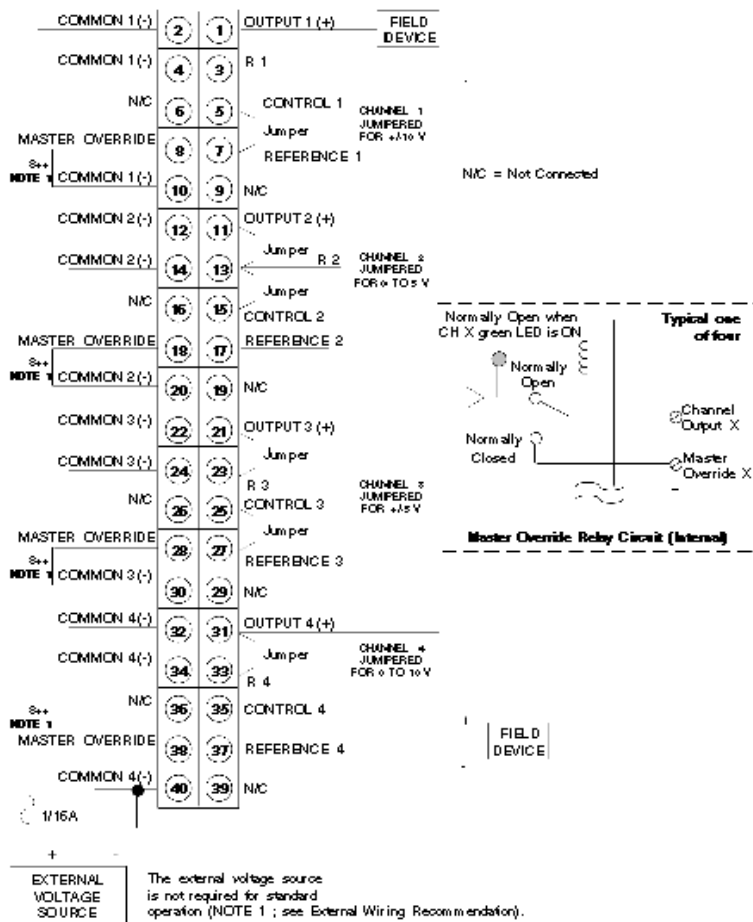 COMMON 1(-) 2 1 OUTPUT 1 (+) FIELD DEVICE
COMMON 1(-) 4 3 R 1
N/C 6 5 CONTROL 1
CHANNEL 1
JUMPERED
FOR +/-10 V
Jumper
MASTER OVERRIDE 8 7 REFERENCE 1
S++
NOTE 1
COMMON 1(-) 10 9 N/C
N/C = Not Connected
COMMON 2(-) 12 11 OUTPUT 2 (+)
Jumper
COMMON 2(-) 14 13 R 2
CHANNEL 2
JUMPERED
FOR 0 TO 5 V
Jumper
N/C 16 15 CONTROL 2
MASTER OVERRIDE 18 17 REFERENCE 2
S++
NOTE 1
COMMON 2(-) 20 19 N/C
COMMON 3(-) 22 21 OUTPUT 3 (+)
Jumper
COMMON 3(-) 24 23 R 3
N/C 26 25 CONTROL 3
CHANNEL 3
JUMPERED
FOR +/-5 V
Jumper
MASTER OVERRIDE 28 27 REFERENCE 3
S++
NOTE 1
COMMON 3(-) 30 29 N/C
COMMON 4(-) 32 31 OUTPUT 4 (+)
Jumper
CHANNEL 4
JUMPERED
FOR 0 TO 10 V
COMMON 4(-) 34 33 R 4
N/C 36 35 CONTROL 4
S++
NOTE 1
MASTER OVERRIDE 38 37 REFERENCE 4
COMMON 4(-) 40 39 N/C
FIELD
DEVICE
1/16A
+ -
EXTERNAL
VOLTAGE
SOURCE
The external voltage source
is not required for standard
operation (NOTE 1 ; see External Wiring Recommendation).
Normally Open when
CH X green LED is ON
Typical one
of four
Normally
Open
Channel
Output X
Normally
Closed
Master
Override X
Master Override Relay Circuit (Internal)